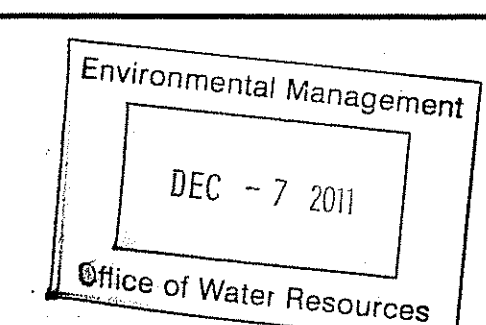 Environmental Management
DEC - 7 2011
Office of Water Resources